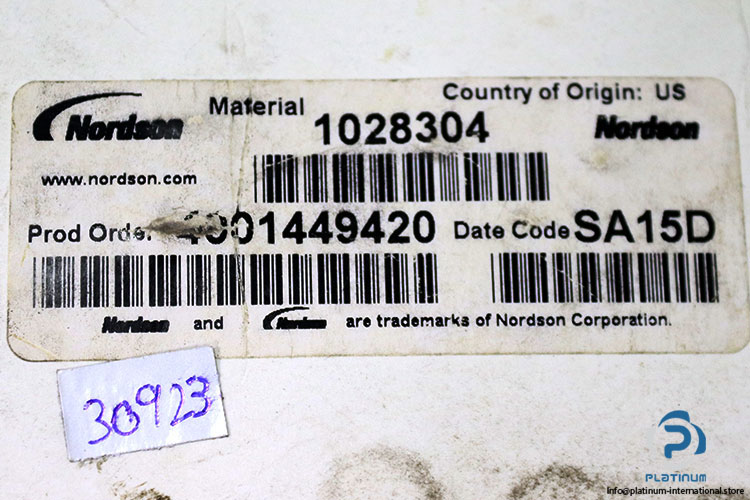 Nordson
Material
Country of Origin: US
1028304
Nordson
www.nordson.com
Prod Order 4001449420
Date Code SA15D
Nordson and Nordson are trademarks of Nordson Corporation.
30923
PLATINUM
info@platinum-international.store